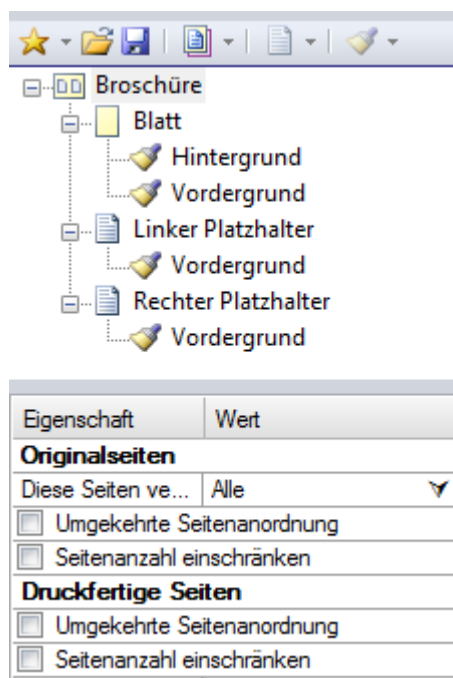 Broschüre
Blatt
Hintergrund
Vordergrund
Linker Platzhalter
Vordergrund
Rechter Platzhalter
Vordergrund
Eigenschaft Wert
Originalseiten
Diese Seiten ve... Alle
Umgekehrte Seitenanordnung
Seitenanzahl einschränken
Druckfertige Seiten
Umgekehrte Seitenanordnung
Seitenanzahl einschränken